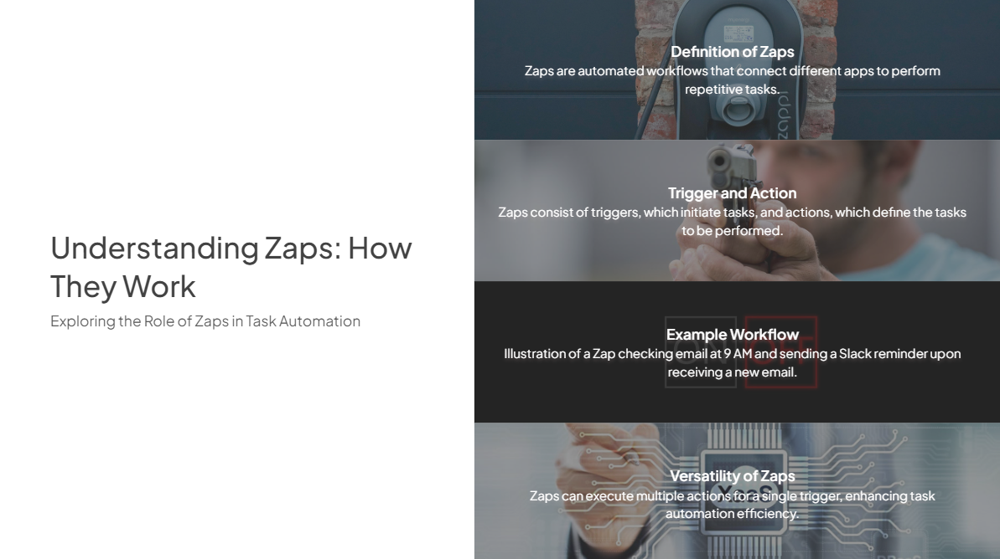 Understanding Zaps: How
They Work
Exploring the Role of Zaps in Task Automation
Definition of Zaps
Zaps are automated workflows that connect different apps to perform
repetitive tasks.
zappi
Trigger and Action
Zaps consist of triggers, which initiate tasks, and actions, which define the tasks
to be performed.
Example Workflow
Illustration of a Zap checking email at 9 AM and sending a Slack reminder upon
receiving a new email.
ON OFF
Versatility of Zaps
Zaps can execute multiple actions for a single trigger, enhancing task
automation efficiency.
XaaS